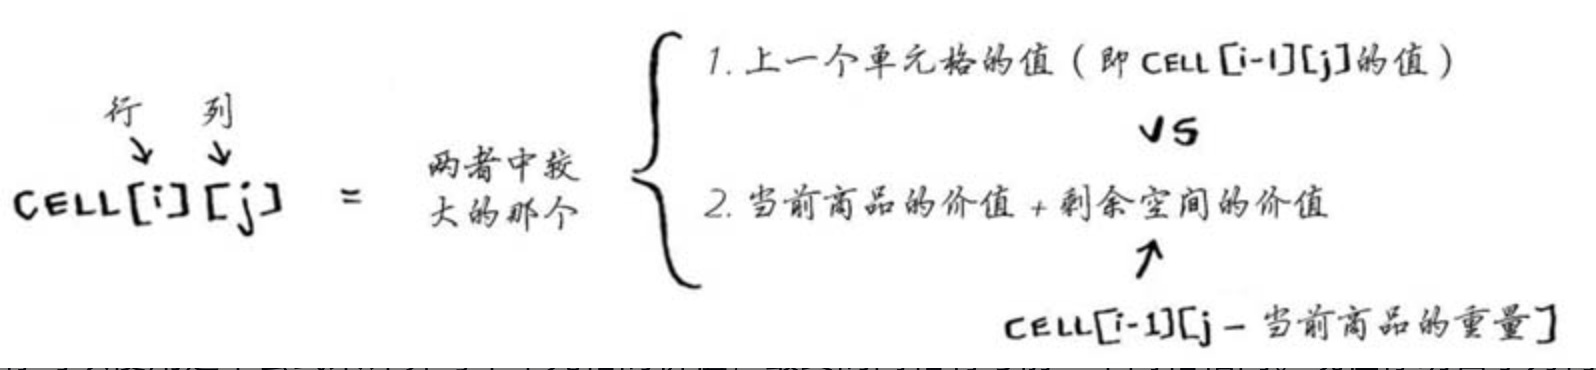 1. 上一个单元格的值 ( 即 CELL[i-1][j]的值 )
行 列
VS
CELL[i][j] = 两者中较
大的那个
2. 当前商品的价值 + 剩余空间的价值
CELL[i-1][j - 当前商品的重量]